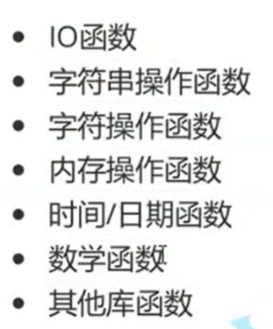 • IO函数
• 字符串操作函数
• 字符操作函数
• 内存操作函数
• 时间/日期函数
• 数学函数
• 其他库函数